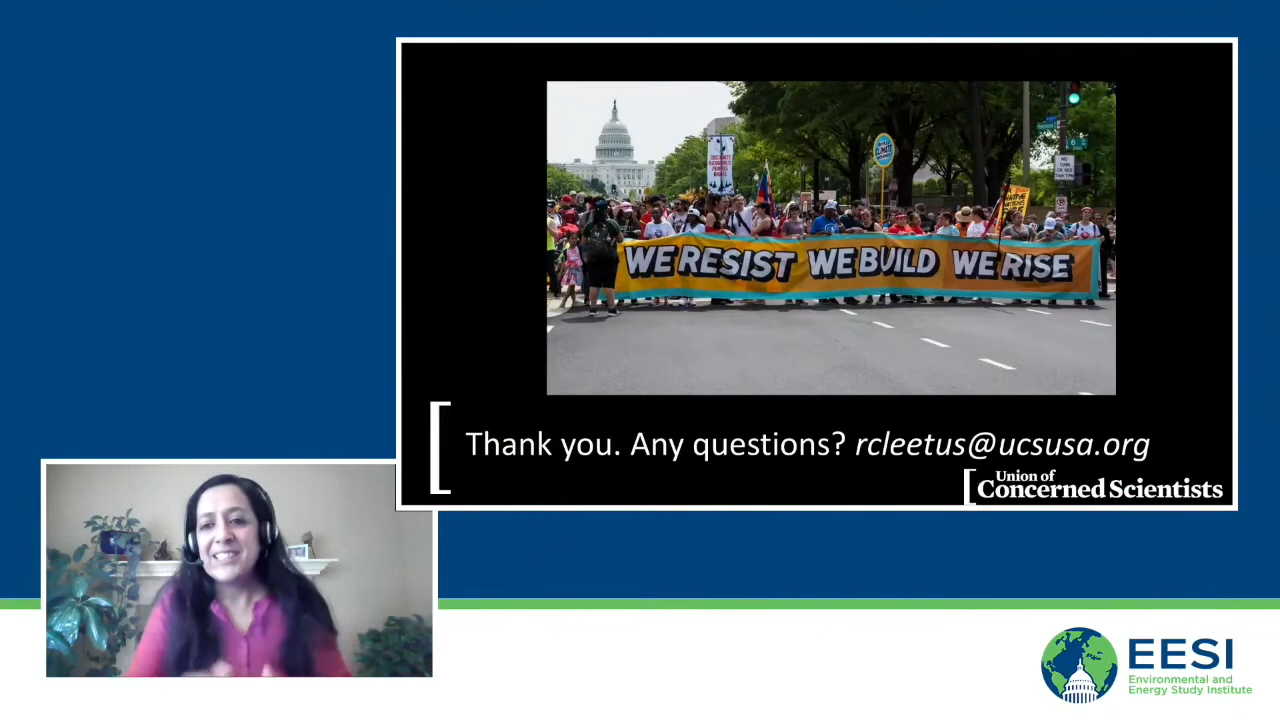 WE RESIST WE BUILD WE RISE
Thank you. Any questions? rcleetus@ucsusa.org
Union of
Concerned Scientists
EESI
Environmental and
Energy Study Institute